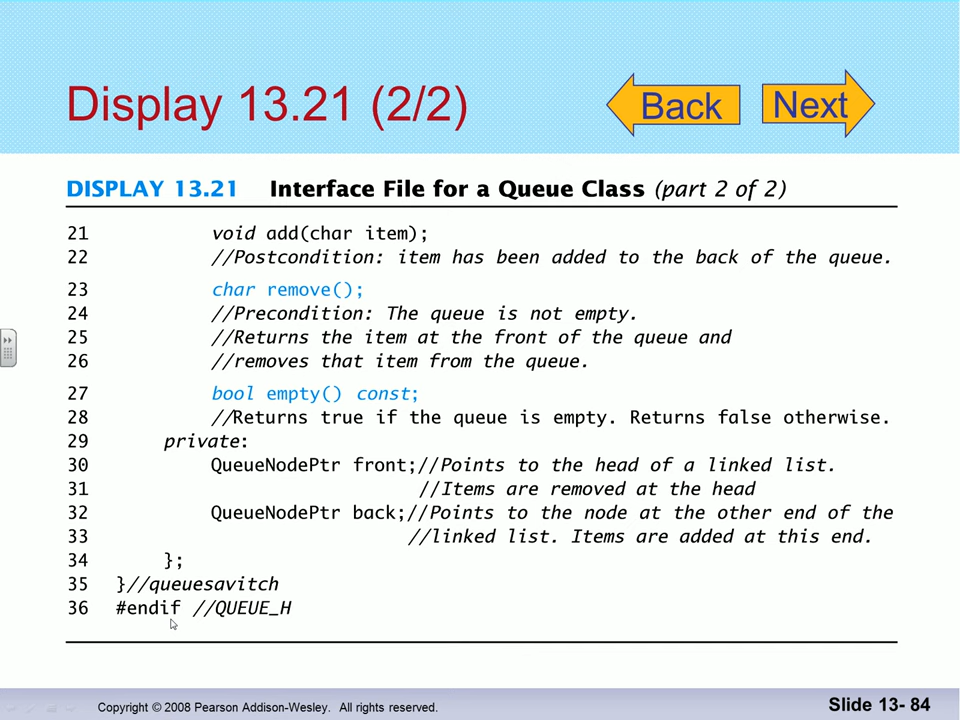 Display 13.21 (2/2)
Back
Next
DISPLAY 13.21 Interface File for a Queue Class (part 2 of 2)
21 void add(char item);
22 //Postcondition: item has been added to the back of the queue.
23 char remove();
24 //Precondition: The queue is not empty.
25 //Returns the item at the front of the queue and
26 //removes that item from the queue.
27 bool empty() const;
28 //Returns true if the queue is empty. Returns false otherwise.
29 private:
30 QueueNodePtr front;//Points to the head of a linked list.
31 //Items are removed at the head
32 QueueNodePtr back;//Points to the node at the other end of the
33 //linked list. Items are added at this end.
34 };
35 }//queuesavitch
36 #endif //QUEUE_H
Copyright © 2008 Pearson Addison-Wesley. All rights reserved.
Slide 13- 84